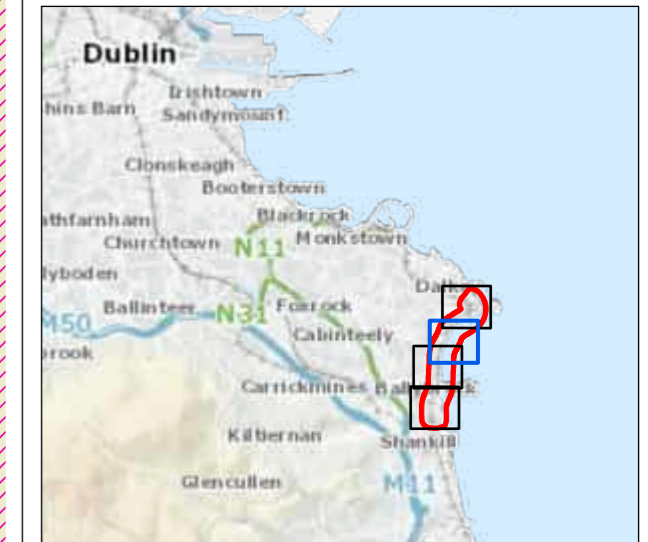 Dublin
Irishtown
hins Barn
Sandymount
Clonskeagh
Booterstown
athfarnham
Blackrock
Churchtown
N11
Monkstown
lyboden
Ballinteer
N31
Foxrock
M50
Cabinteely
brook
Carrickmines
Kilternan
Shankill
Glencullen
M11